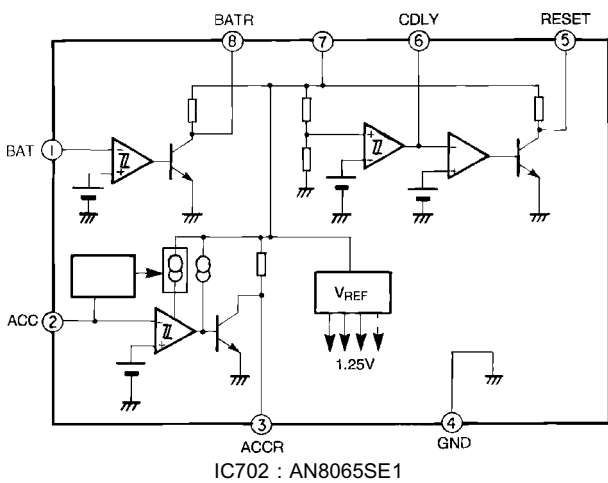 BATR
CDLY
RESET
8
7
6
5
BAT
1
+
-
+
-
-
+
ACC
2
-
+
VREF
1.25V
3
4
ACCR
GND
IC702 : AN8065SE1